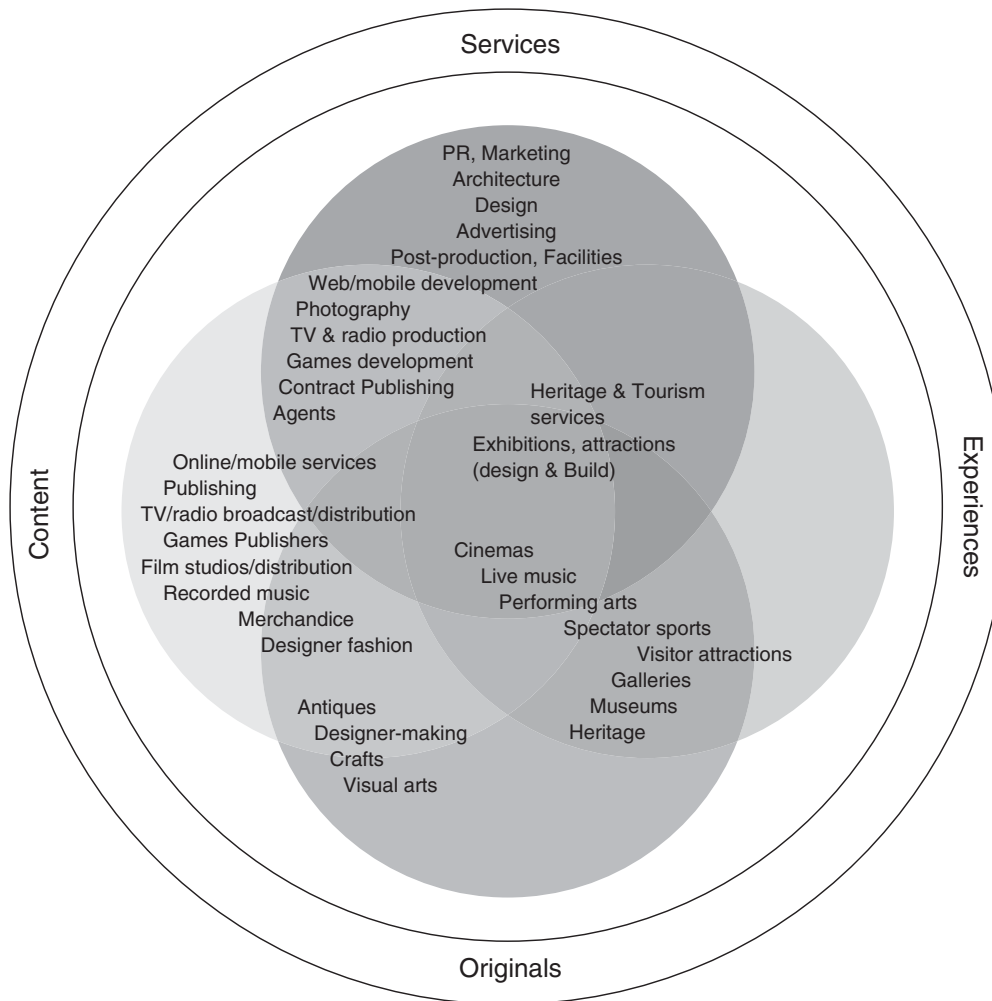 Services
PR, Marketing
Architecture
Design
Advertising
Post-production, Facilities
Web/mobile development
Photography
TV & radio production
Games development
Contract Publishing
Agents
Heritage & Tourism
services
Exhibitions, attractions
(design & Build)
Content
Online/mobile services
Publishing
TV/radio broadcast/distribution
Games Publishers
Film studios/distribution
Recorded music
Merchandice
Designer fashion
Cinemas
Live music
Performing arts
Spectator sports
Visitor attractions
Galleries
Museums
Heritage
Experiences
Antiques
Designer-making
Crafts
Visual arts
Originals